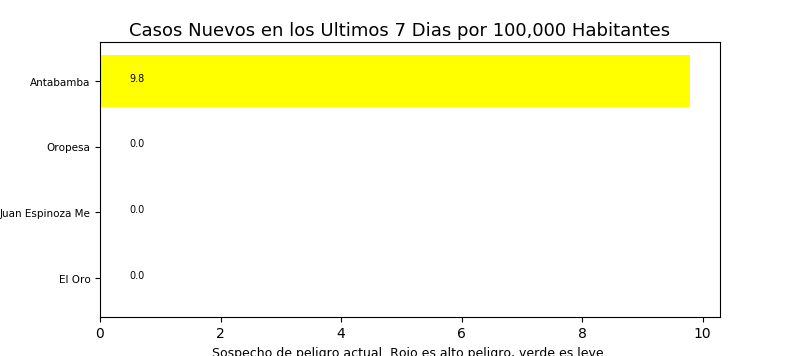 Casos Nuevos en los Ultimos 7 Dias por 100,000 Habitantes
Antabamba
9.8
Oropesa
0.0
Juan Espinoza Me
0.0
El Oro
0.0
0 2 4 6 8 10
Sospecho de peligro actual. Rojo es alto peligro, verde es leve